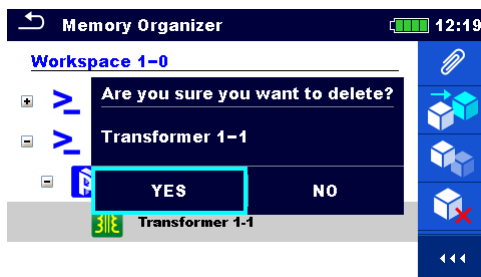 Memory Organizer 12:19
Workspace 1-0
Are you sure you want to delete?
Transformer 1-1
YES NO
Transformer 1-1